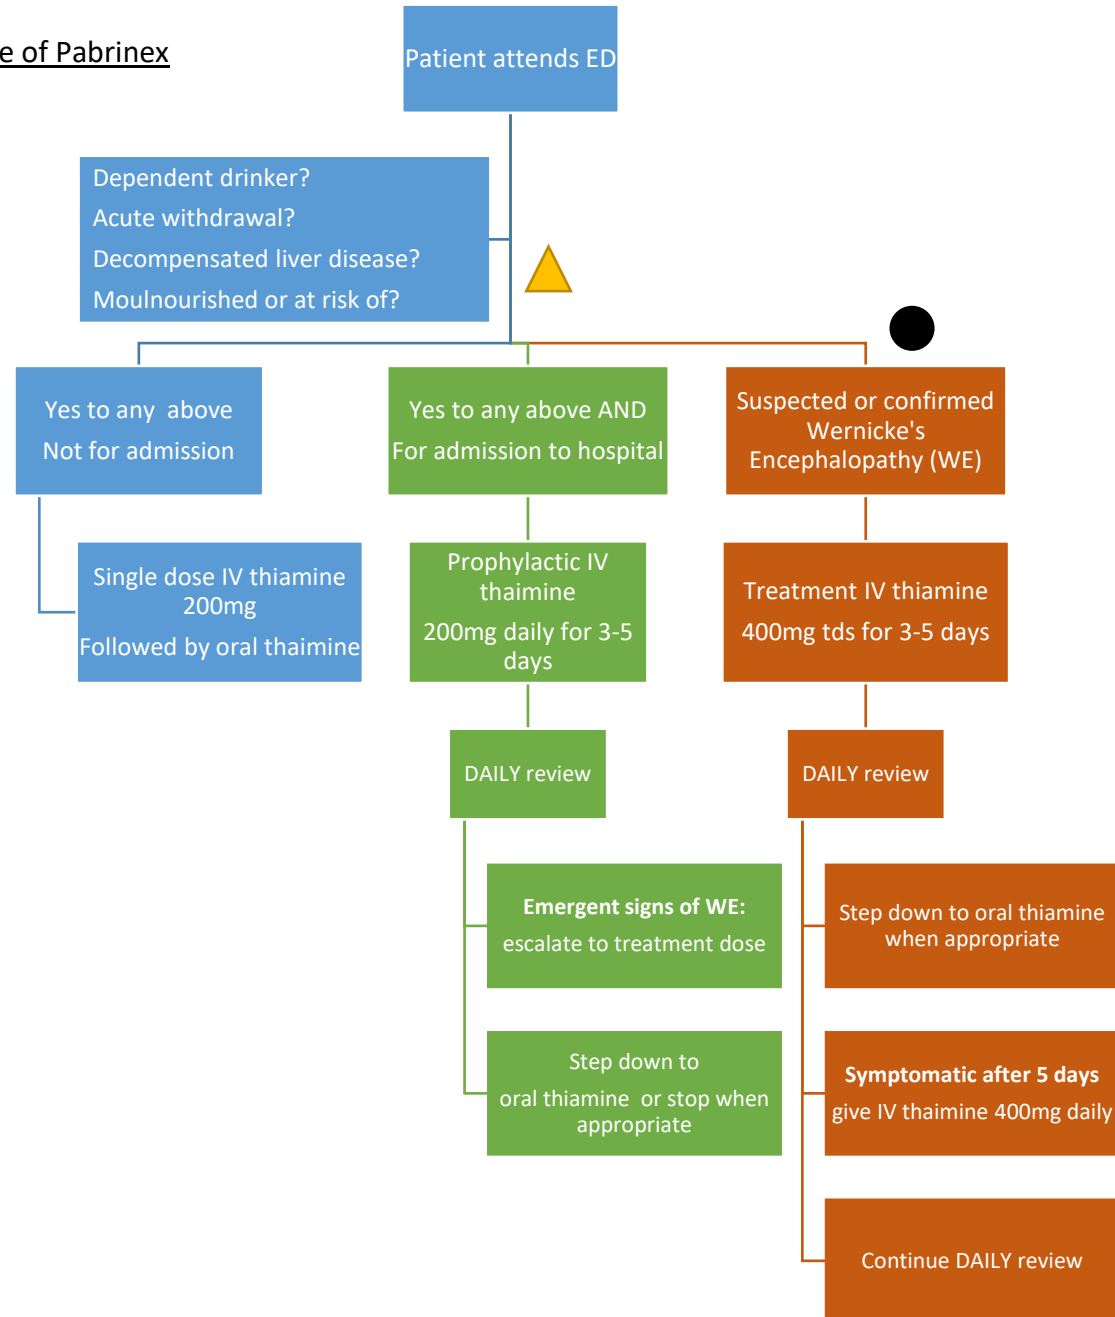 e of Pabrinex
Patient attends ED
Dependent drinker?
Acute withdrawal?
Decompensated liver disease?
Moulnourished or at risk of?
Yes to any above
Not for admission
Yes to any above AND
For admission to hospital
Suspected or confirmed
Wernicke's
Encephalopathy (WE)
Single dose IV thiamine
200mg
Followed by oral thaimine
Prophylactic IV
thaimine
200mg daily for 3-5
days
Treatment IV thiamine
400mg tds for 3-5 days
DAILY review
DAILY review
Emergent signs of WE:
escalate to treatment dose
Step down to oral thiamine
when appropriate
Step down to
oral thiamine or stop when
appropriate
Symptomatic after 5 days
give IV thaimine 400mg daily
Continue DAILY review